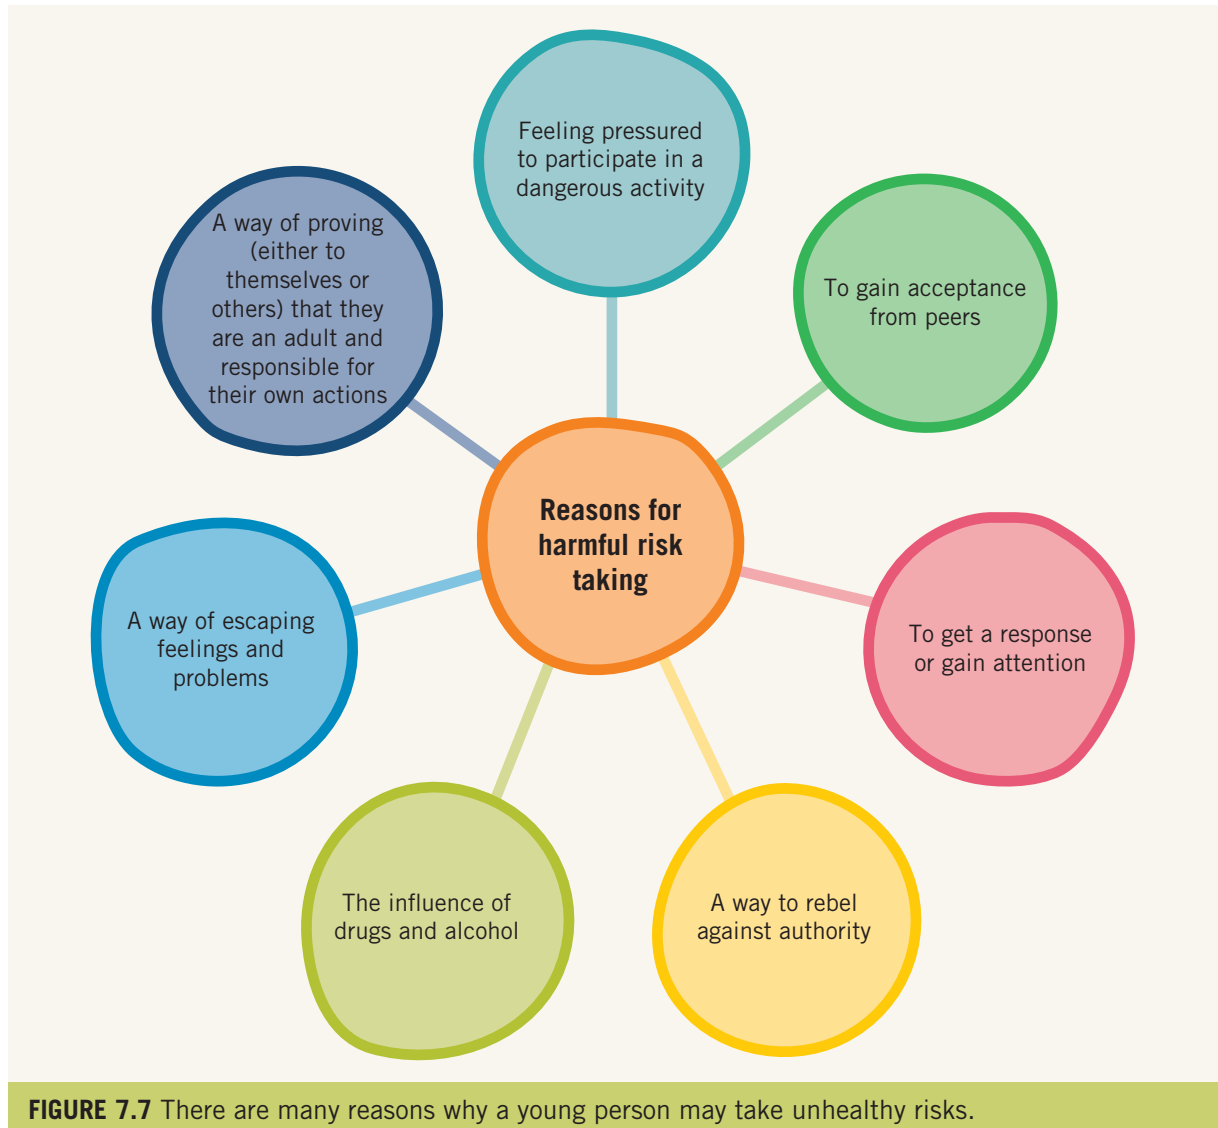 Feeling pressured
to participate in a
dangerous activity
To gain acceptance
from peers
To get a response
or gain attention
A way to rebel
against authority
The influence of
drugs and alcohol
A way of escaping
feelings and
problems
A way of proving
(either to
themselves or
others) that they
are an adult and
responsible for
their own actions
Reasons for
harmful risk
taking
FIGURE 7.7 There are many reasons why a young person may take unhealthy risks.